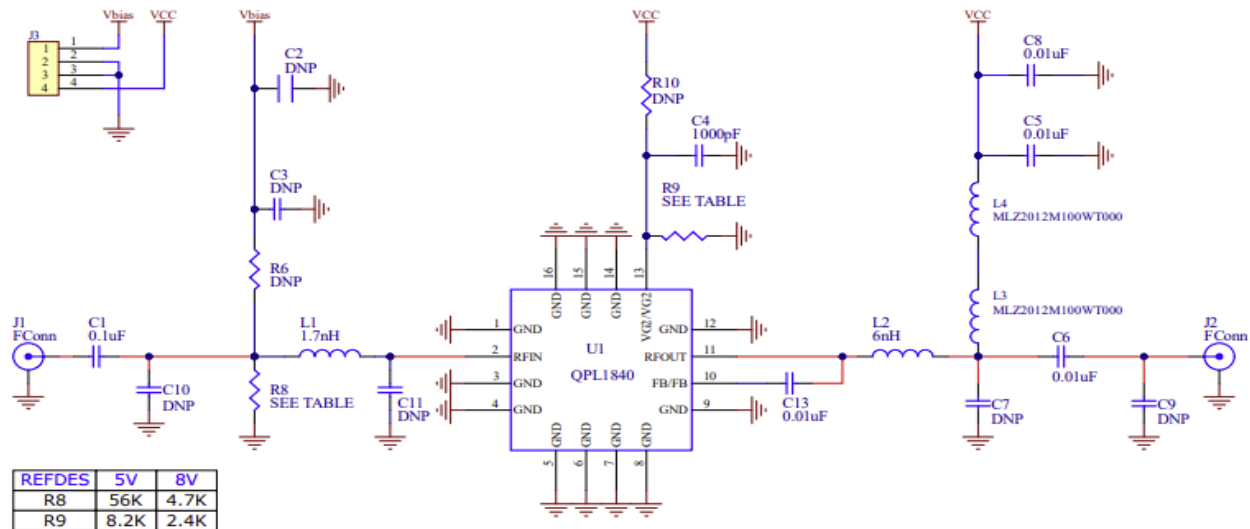 Vbias VCC Vbias VCC VCC
J3
1 1
2 2
3 3
4 4
C2
DNP
R10
DNP
C8
0.01uF
C4
1000pF
C5
0.01uF
C3
DNP
R9
SEE TABLE
L4
MLZ2012M100WT000
R6
DNP
16 15 14 13
GND GND GND VG2/VG2
L3
MLZ2012M100WT000
J1
FConn
C1
0.1uF
L1
1.7nH
1 GND
GND 12
L2
6nH
C6
0.01uF
J2
FConn
2 RFIN
U1
RFOUT 11
QPL1840
3 GND
FB/FB 10
4 GND
GND 9
C10
DNP
R8
SEE TABLE
C11
DNP
C13
0.01uF
C7
DNP
C9
DNP
GND GND GND GND
5 6 7 8
REFDES 5V 8V
R8 56K 4.7K
R9 8.2K 2.4K